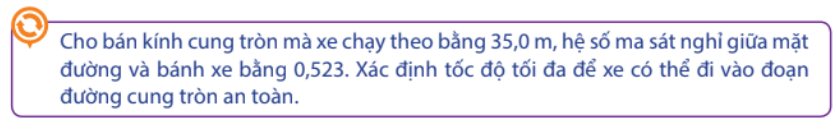 Cho bán kính cung tròn mà xe chạy theo bằng 35,0 m, hệ số ma sát nghỉ giữa mặt
đường và bánh xe bằng 0,523. Xác định tốc độ tối đa để xe có thể đi vào đoạn
đường cung tròn an toàn.